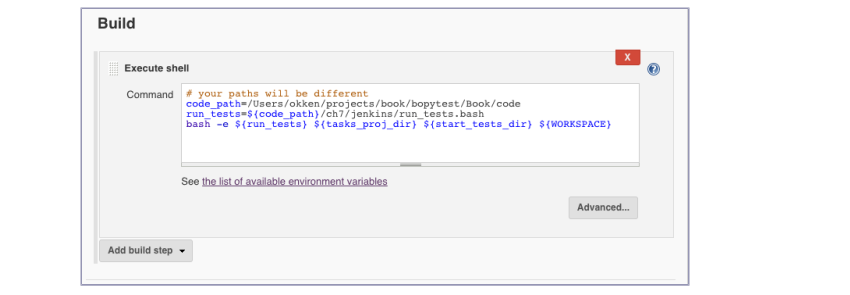 Build
Execute shell
X
Command
# your paths will be different
code_path=/Users/okken/projects/book/bopytest/Book/code
run_tests=${code_path}/ch7/jenkins/run_tests.bash
bash -e ${run_tests} ${tasks_proj_dir} ${start_tests_dir} ${WORKSPACE}
See the list of available environment variables
Advanced...
Add build step